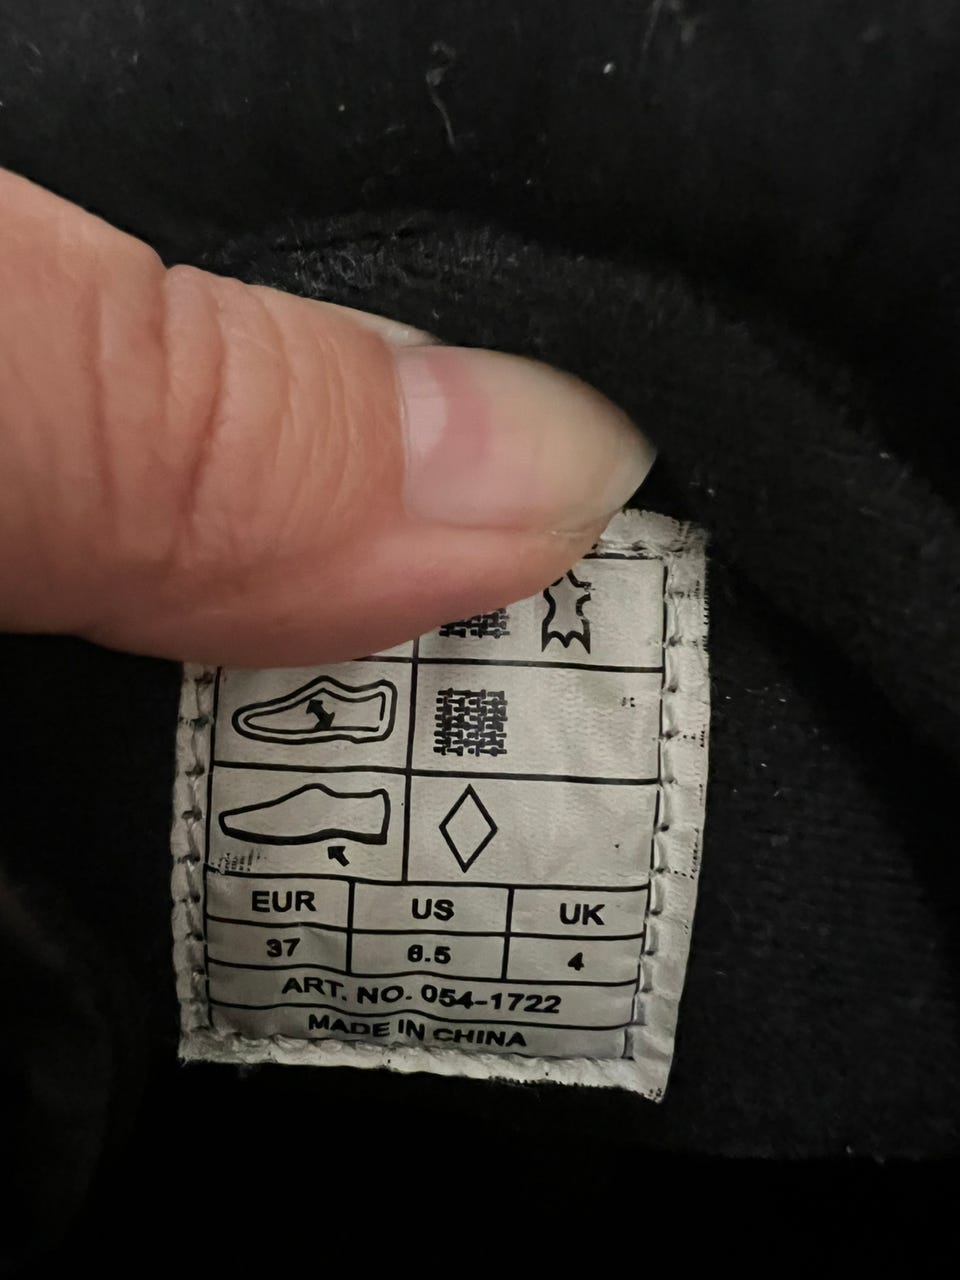 EUR US UK
37 6.5 4
ART. NO. 054-1722
MADE IN CHINA